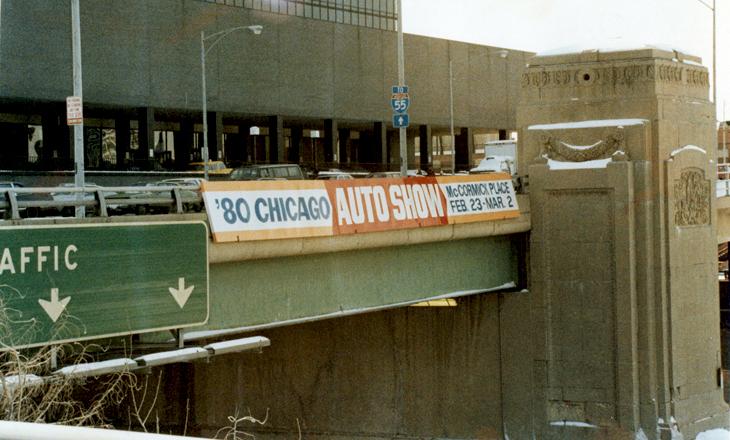 TO
55
'80 CHICAGO AUTO SHOW McCORMICK PLACE
FEB. 23-MAR. 2
AFFIC